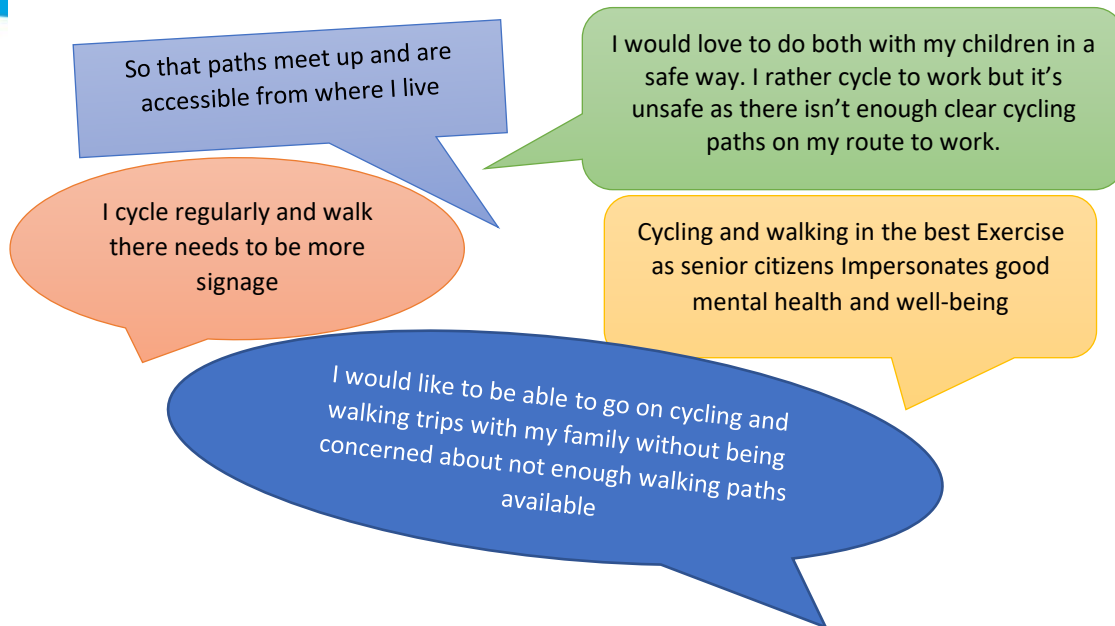 So that paths meet up and are
accessible from where I live
I would love to do both with my children in a
safe way. I rather cycle to work but it’s
unsafe as there isn’t enough clear cycling
paths on my route to work.
I cycle regularly and walk
there needs to be more
signage
Cycling and walking in the best Exercise
as senior citizens Impersonates good
mental health and well-being
I would like to be able to go on cycling and
walking trips with my family without being
concerned about not enough walking paths
available